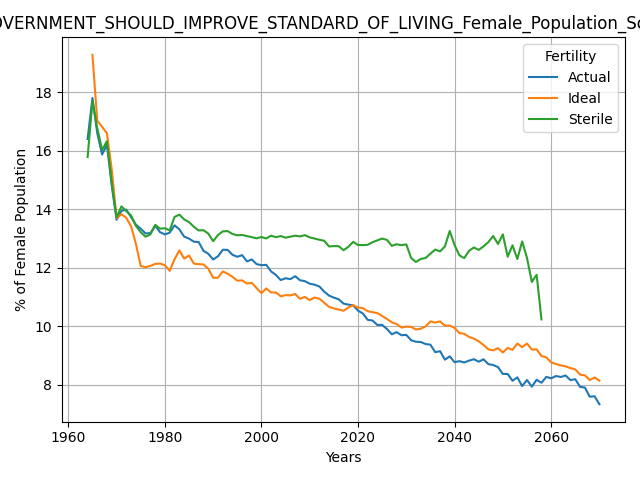 OVERNMENT_SHOULD_IMPROVE_STANDARD_OF_LIVING_Female_Population_So
Fertility
Actual
Ideal
Sterile
% of Female Population
18
16
14
12
10
8
1960 1980 2000 2020 2040 2060
Years